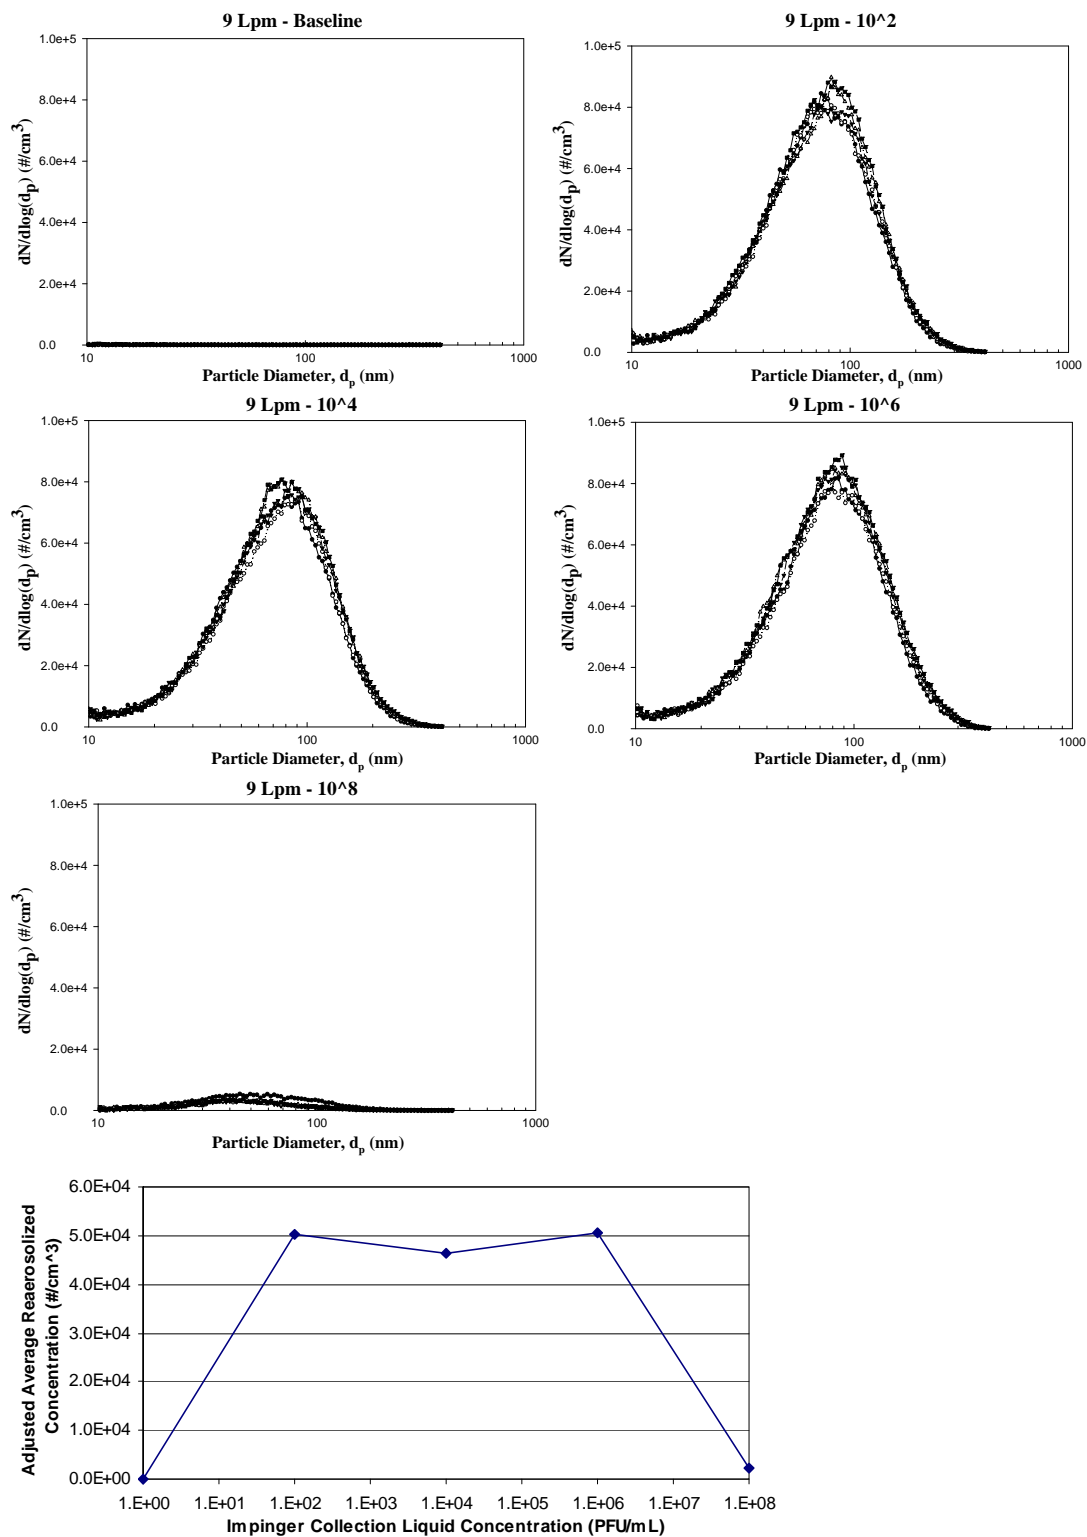 9 Lpm - Baseline
1.0e+5
8.0e+4
6.0e+4
4.0e+4
2.0e+4
0.0
dN/dlog(dp) (#/cm3)
10 100 1000
Particle Diameter, dp (nm)
9 Lpm - 10^2
1.0e+5
8.0e+4
6.0e+4
4.0e+4
2.0e+4
0.0
dN/dlog(dp) (#/cm3)
10 100 1000
Particle Diameter, dp (nm)
9 Lpm - 10^4
1.0e+5
8.0e+4
6.0e+4
4.0e+4
2.0e+4
0.0
dN/dlog(dp) (#/cm3)
10 100 1000
Particle Diameter, dp (nm)
9 Lpm - 10^6
1.0e+5
8.0e+4
6.0e+4
4.0e+4
2.0e+4
0.0
dN/dlog(dp) (#/cm3)
10 100 1000
Particle Diameter, dp (nm)
9 Lpm - 10^8
1.0e+5
8.0e+4
6.0e+4
4.0e+4
2.0e+4
0.0
dN/dlog(dp) (#/cm3)
10 100 1000
Particle Diameter, dp (nm)
6.0E+04
5.0E+04
4.0E+04
3.0E+04
2.0E+04
1.0E+04
0.0E+00
Adjusted Average Reaerosolized
Concentration (#/cm^3)
1.E+00 1.E+01 1.E+02 1.E+03 1.E+04 1.E+05 1.E+06 1.E+07 1.E+08
Impinger Collection Liquid Concentration (PFU/mL)